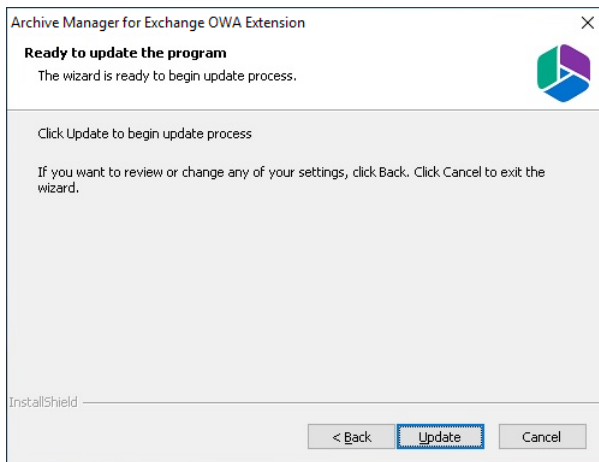 Archive Manager for Exchange OWA Extension
Ready to update the program
The wizard is ready to begin update process.
Click Update to begin update process
If you want to review or change any of your settings, click Back. Click Cancel to exit the
wizard.
InstallShield
< Back
Update
Cancel